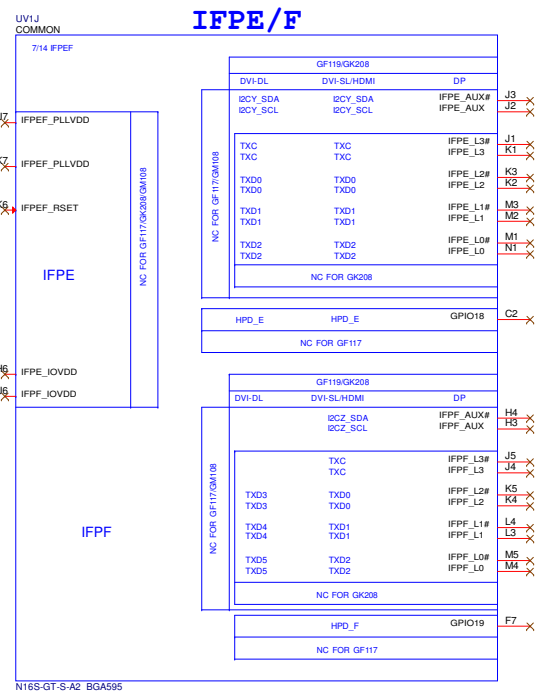 IFPE/F
UV1J
COMMON
7/14 IFPEF
GF119/GK208
DVI-DL DVI-SL/HDMI DP
I2CY_SDA I2CY_SDA IFPE_AUX# J3
I2CY_SCL I2CY_SCL IFPE_AUX J2
J7 IFPEF_PLLVDD
TXC TXC IFPE_L3# J1
TXC TXC IFPE_L3 K1
K7 IFPEF_PLLVDD
TXD0 TXD0 IFPE_L2# K3
TXD0 TXD0 IFPE_L2 K2
K6 IFPEF_RSET
TXD1 TXD1 IFPE_L1# M3
TXD1 TXD1 IFPE_L1 M2
TXD2 TXD2 IFPE_L0# M1
TXD2 TXD2 IFPE_L0 N1
NC FOR GF117/GK208/GM108
NC FOR GF117/GM108
IFPE
NC FOR GK208
HPD_E HPD_E GPIO18 C2
NC FOR GF117
H6 IFPE_IOVDD
J6 IFPF_IOVDD
GF119/GK208
DVI-DL DVI-SL/HDMI DP
I2CZ_SDA IFPF_AUX# H4
I2CZ_SCL IFPF_AUX H3
TXC IFPF_L3# J5
TXC IFPF_L3 J4
TXD3 TXD0 IFPF_L2# K5
TXD3 TXD0 IFPF_L2 K4
NC FOR GF117/GM108
IFPF
TXD4 TXD1 IFPF_L1# L4
TXD4 TXD1 IFPF_L1 L3
TXD5 TXD2 IFPF_L0# M5
TXD5 TXD2 IFPF_L0 M4
NC FOR GK208
HPD_F GPIO19 F7
NC FOR GF117
N16S-GT-S-A2 BGA595